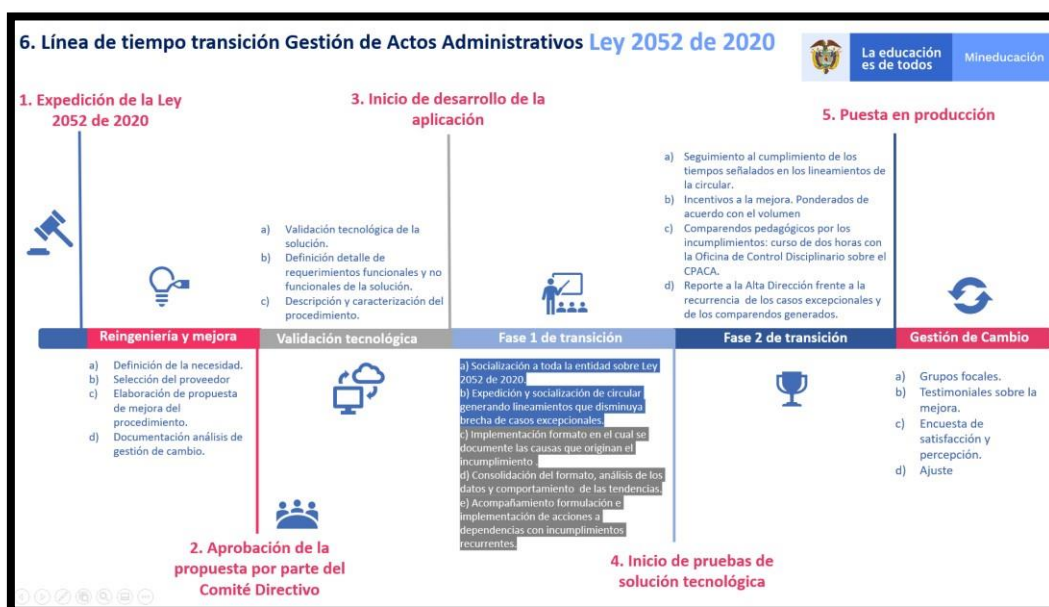 6. Línea de tiempo transición Gestión de Actos Administrativos Ley 2052 de 2020
La educación
es de todos
Mineducación
1. Expedición de la Ley
2052 de 2020
3. Inicio de desarrollo de la
aplicación
5. Puesta en producción
a) Seguimiento al cumplimiento de los
tiempos señalados en los lineamientos de
la circular.
b) Incentivos a la mejora. Ponderados de
acuerdo con el volumen
c) Comparendos pedagógicos por los
incumplimientos: curso de dos horas con
la Oficina de Control Disciplinario sobre el
CPACA.
d) Reporte a la Alta Dirección frente a la
recurrencia de los casos excepcionales y
de los comparendos generados.
a) Validación tecnológica de la
solución.
b) Definición detalle de
requerimientos funcionales y no
funcionales de la solución.
c) Descripción y caracterización del
procedimiento.
Reingeniería y mejora
Validación tecnológica
Fase 1 de transición
Fase 2 de transición
Gestión de Cambio
a) Definición de la necesidad.
b) Selección del proveedor
c) Elaboración de propuesta
de mejora del
procedimiento.
d) Documentación análisis de
gestión de cambio.
a) Socialización a toda la entidad sobre Ley
2052 de 2020.
b) Expedición y socialización de circular
generando lineamientos que disminuya
brecha de casos excepcionales.
c) Implementación formato en el cual se
documente las causas que originan el
incumplimiento .
d) Consolidación del formato, análisis de los
datos y comportamiento de las tendencias.
e) Acompañamiento formulación e
implementación de acciones a
dependencias con incumplimientos
recurrentes.
a) Grupos focales.
b) Testimoniales sobre la
mejora.
c) Encuesta de
satisfacción y
percepción.
d) Ajuste
2. Aprobación de la
propuesta por parte del
Comité Directivo
4. Inicio de pruebas de
solución tecnológica